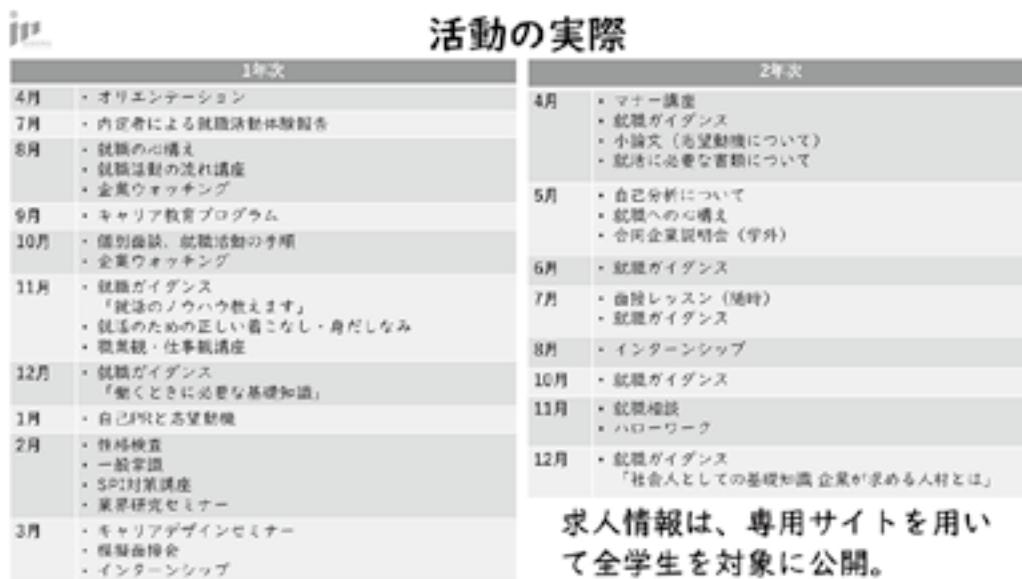 活動の実際
1年次
4月 ・オリエンテーション
7月 ・内定者による就職活動体験報告
8月 ・就職の心構え
・就職活動の流れ講座
・企業ウォッチング
9月 ・キャリア教育プログラム
10月 ・個別面談、就職活動の手順
・企業ウォッチング
11月 ・就職ガイダンス
「就活のノウハウ教えます」
・就活のための正しい着こなし・身だしなみ
・職業観・仕事観講座
12月 ・就職ガイダンス
「働くときに必要な基礎知識」
1月 ・自己PRと志望動機
2月 ・性格検査
・一般常識
・SPI対策講座
・業界研究セミナー
3月 ・キャリアデザインセミナー
・模擬面接会
・インターンシップ
2年次
4月 ・マナー講座
・就職ガイダンス
・小論文（志望動機について）
・就活に必要な書類について
5月 ・自己分析について
・就職への心構え
・合同企業説明会（学外）
6月 ・就職ガイダンス
7月 ・面接レッスン（随時）
・就職ガイダンス
8月 ・インターンシップ
10月 ・就職ガイダンス
11月 ・就職相談
・ハローワーク
12月 ・就職ガイダンス
「社会人としての基礎知識 企業が求める人材とは」
求人情報は、専用サイトを用い
て全学生を対象に公開。